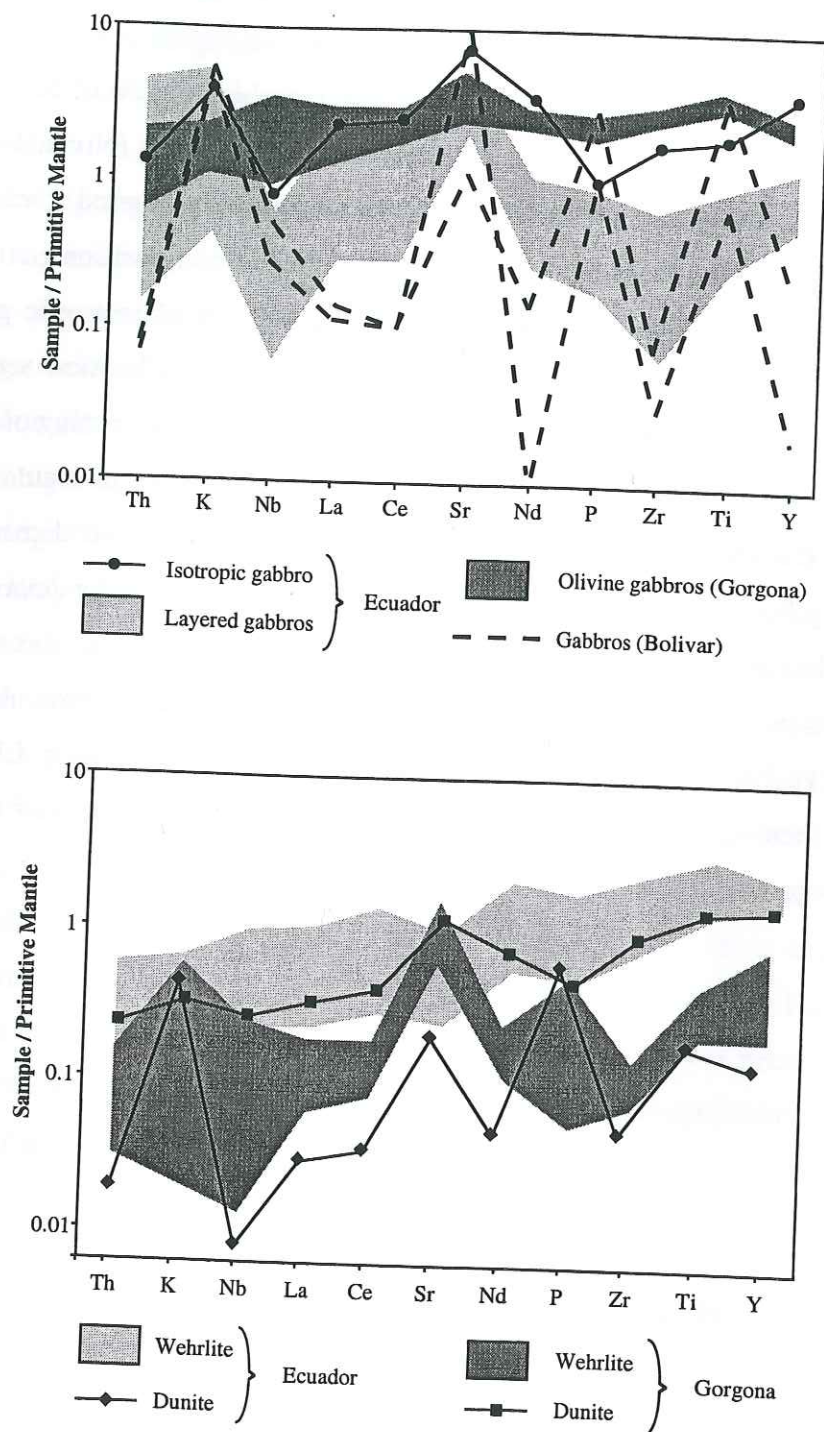 10
1
0.1
0.01
Sample / Primitive Mantle
Th K Nb La Ce Sr Nd P Zr Ti Y
Isotropic gabbro
Layered gabbros
Ecuador
Olivine gabbros (Gorgona)
Gabbros (Bolivar)
10
1
0.1
0.01
Sample / Primitive Mantle
Th K Nb La Ce Sr Nd P Zr Ti Y
Wehrlite
Dunite
Ecuador
Wehrlite
Dunite
Gorgona